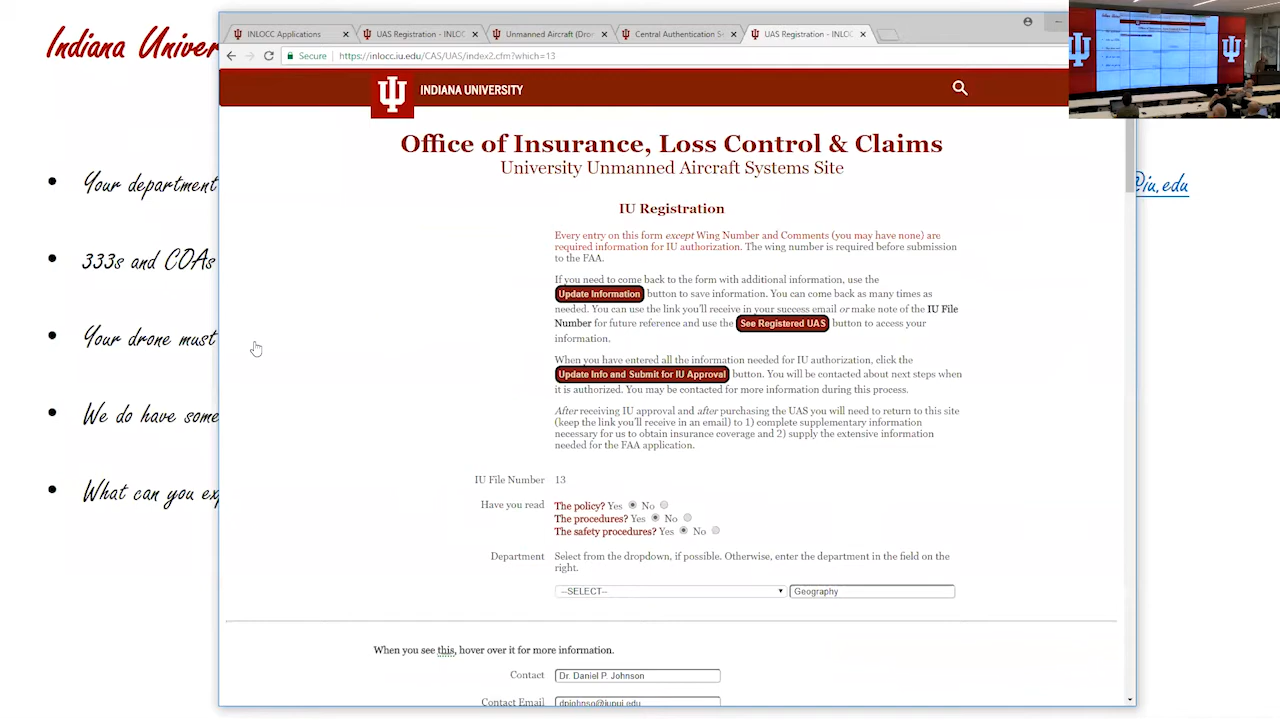 Indiana Univer
Your department
@iu.edu
333s and COAs
Your drone must
We do have some
What can you exp
INLOCC Applications
UAS Registration - INLOC
Unmanned Aircraft (Dron
Central Authentication Se
UAS Registration - INLOC
Secure
https://inlocc.iu.edu/CAS/UAS/index2.cfm?which=13
INDIANA UNIVERSITY
Office of Insurance, Loss Control & Claims
University Unmanned Aircraft Systems Site
IU Registration
Every entry on this form except Wing Number and Comments (you may have none) are
required information for IU authorization. The wing number is required before submission
to the FAA.
If you need to come back to the form with additional information, use the
Update Information button to save information. You can come back as many times as
needed. You can use the link you'll receive in your success email or make note of the IU File
Number for future reference and use the See Registered UAS button to access your
information.
When you have entered all the information needed for IU authorization, click the
Update Info and Submit for IU Approval button. You will be contacted about next steps when
it is authorized. You may be contacted for more information during this process.
After receiving IU approval and after purchasing the UAS you will need to return to this site
(keep the link you'll receive in an email) to 1) complete supplementary information
necessary for us to obtain insurance coverage and 2) supply the extensive information
needed for the FAA application.
IU File Number 13
Have you read The policy? Yes No
The procedures? Yes No
The safety procedures? Yes No
Department Select from the dropdown, if possible. Otherwise, enter the department in the field on the
right.
--SELECT-- Geography
When you see this, hover over it for more information.
Contact Dr. Daniel P. Johnson
Contact Email dpjohnso@iupui.edu